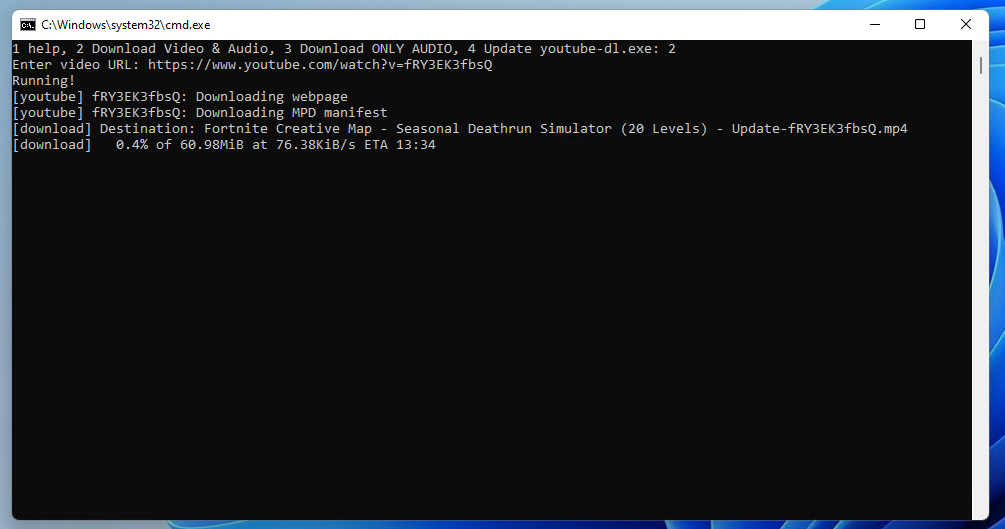 C:\Windows\system32\cmd.exe
1 help, 2 Download Video & Audio, 3 Download ONLY AUDIO, 4 Update youtube-dl.exe: 2
Enter video URL: https://www.youtube.com/watch?v=fRY3EK3fbsQ
Running!
[youtube] fRY3EK3fbsQ: Downloading webpage
[youtube] fRY3EK3fbsQ: Downloading MPD manifest
[download] Destination: Fortnite Creative Map - Seasonal Deathrun Simulator (20 Levels) - Update-fRY3EK3fbsQ.mp4
[download]   0.4% of 60.98MiB at 76.38KiB/s ETA 13:34